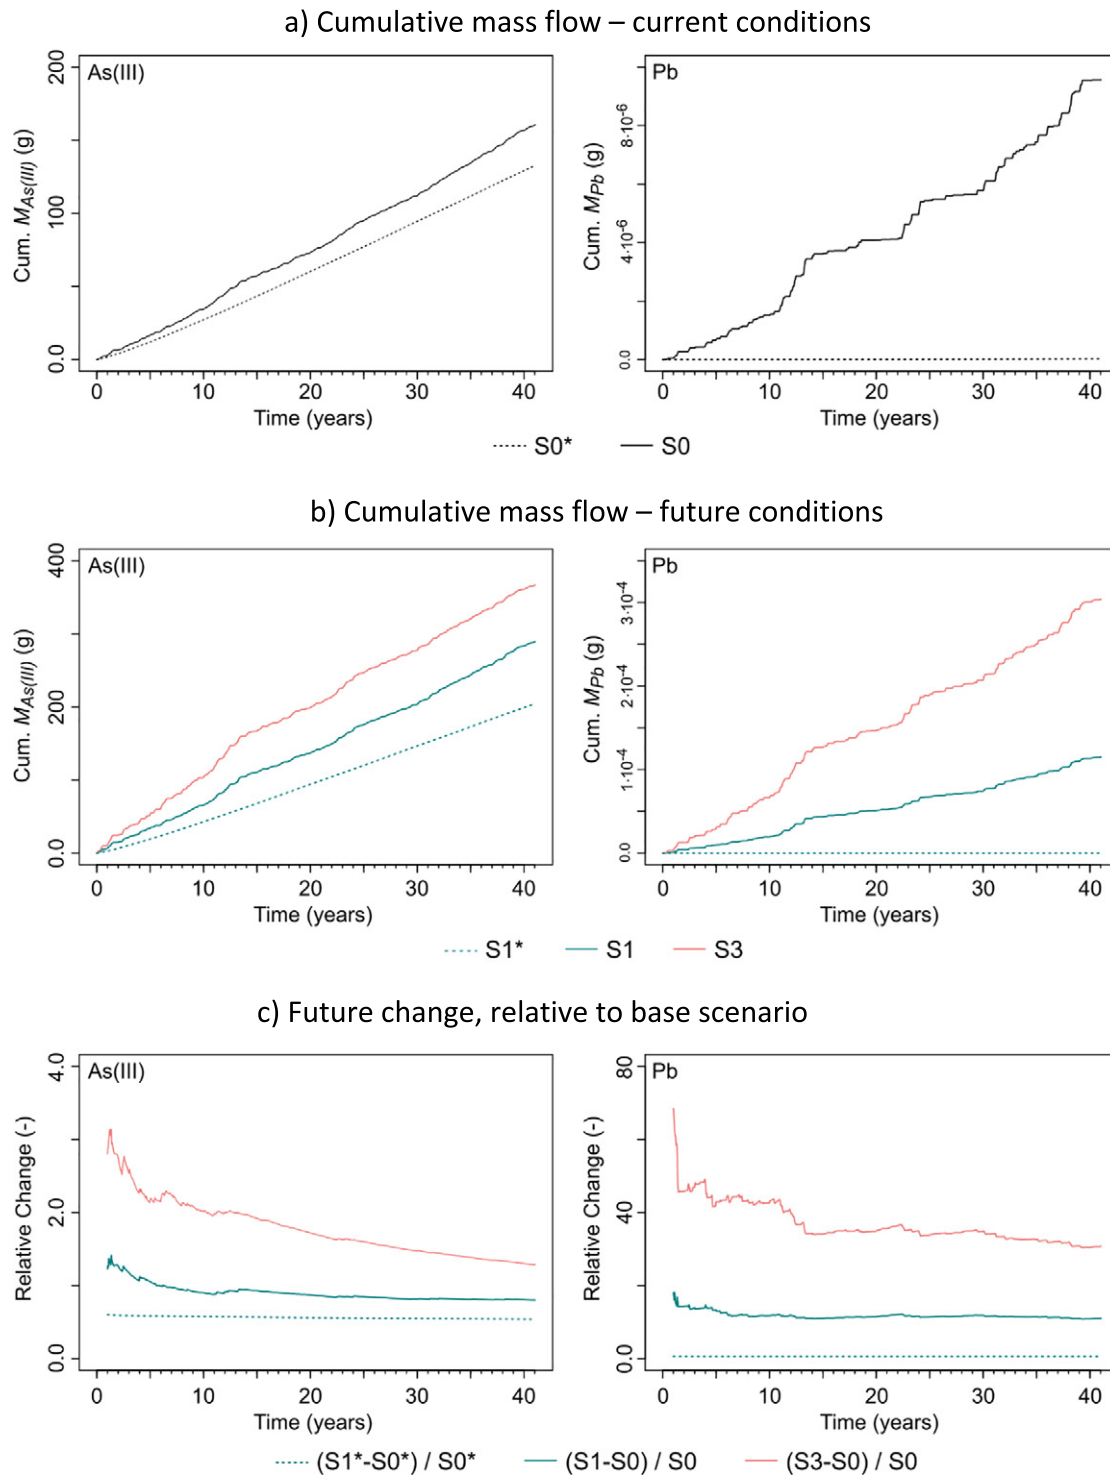 a) Cumulative mass flow – current conditions
As(III)
Cum. M_As(III) (g)
200
100
0.0
0 10 20 30 40
Time (years)
Pb
Cum. M_Pb (g)
8·10⁻⁶
4·10⁻⁶
0.0
0 10 20 30 40
Time (years)
S0* S0
b) Cumulative mass flow – future conditions
As(III)
Cum. M_As(III) (g)
400
200
0.0
0 10 20 30 40
Time (years)
Pb
Cum. M_Pb (g)
3·10⁻⁴
2·10⁻⁴
1·10⁻⁴
0.0
0 10 20 30 40
Time (years)
S1* S1 S3
c) Future change, relative to base scenario
As(III)
Relative Change (-)
4.0
2.0
0.0
0 10 20 30 40
Time (years)
Pb
Relative Change (-)
80
40
0.0
0 10 20 30 40
Time (years)
(S1*-S0*) / S0* (S1-S0) / S0 (S3-S0) / S0